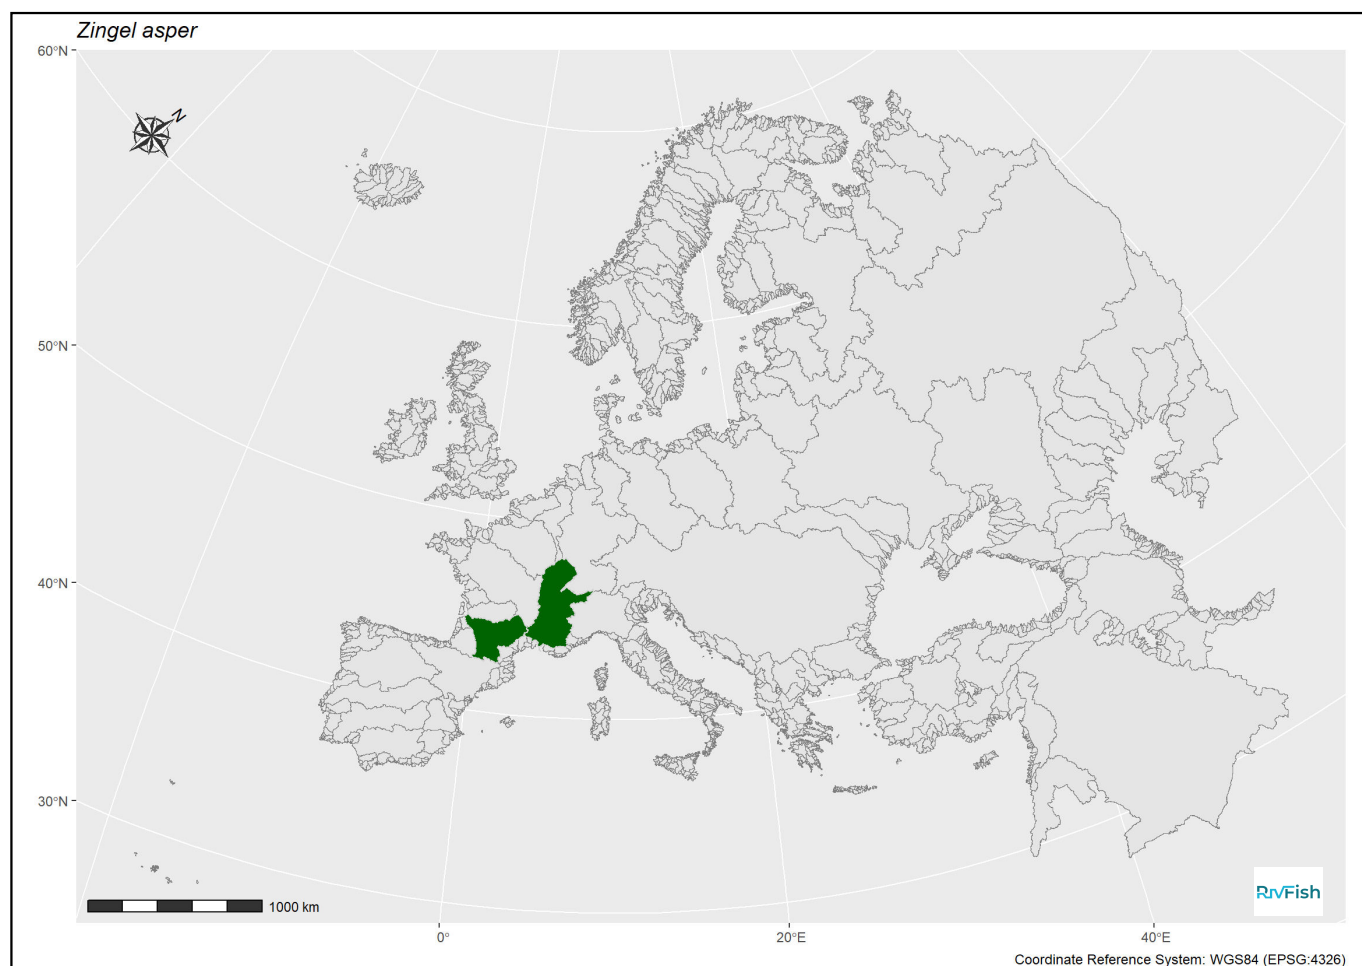 Zingel asper
60°N
N
50°N
40°N
30°N
1000 km
RIVFish
0°
20°E
40°E
Coordinate Reference System: WGS84 (EPSG:4326)